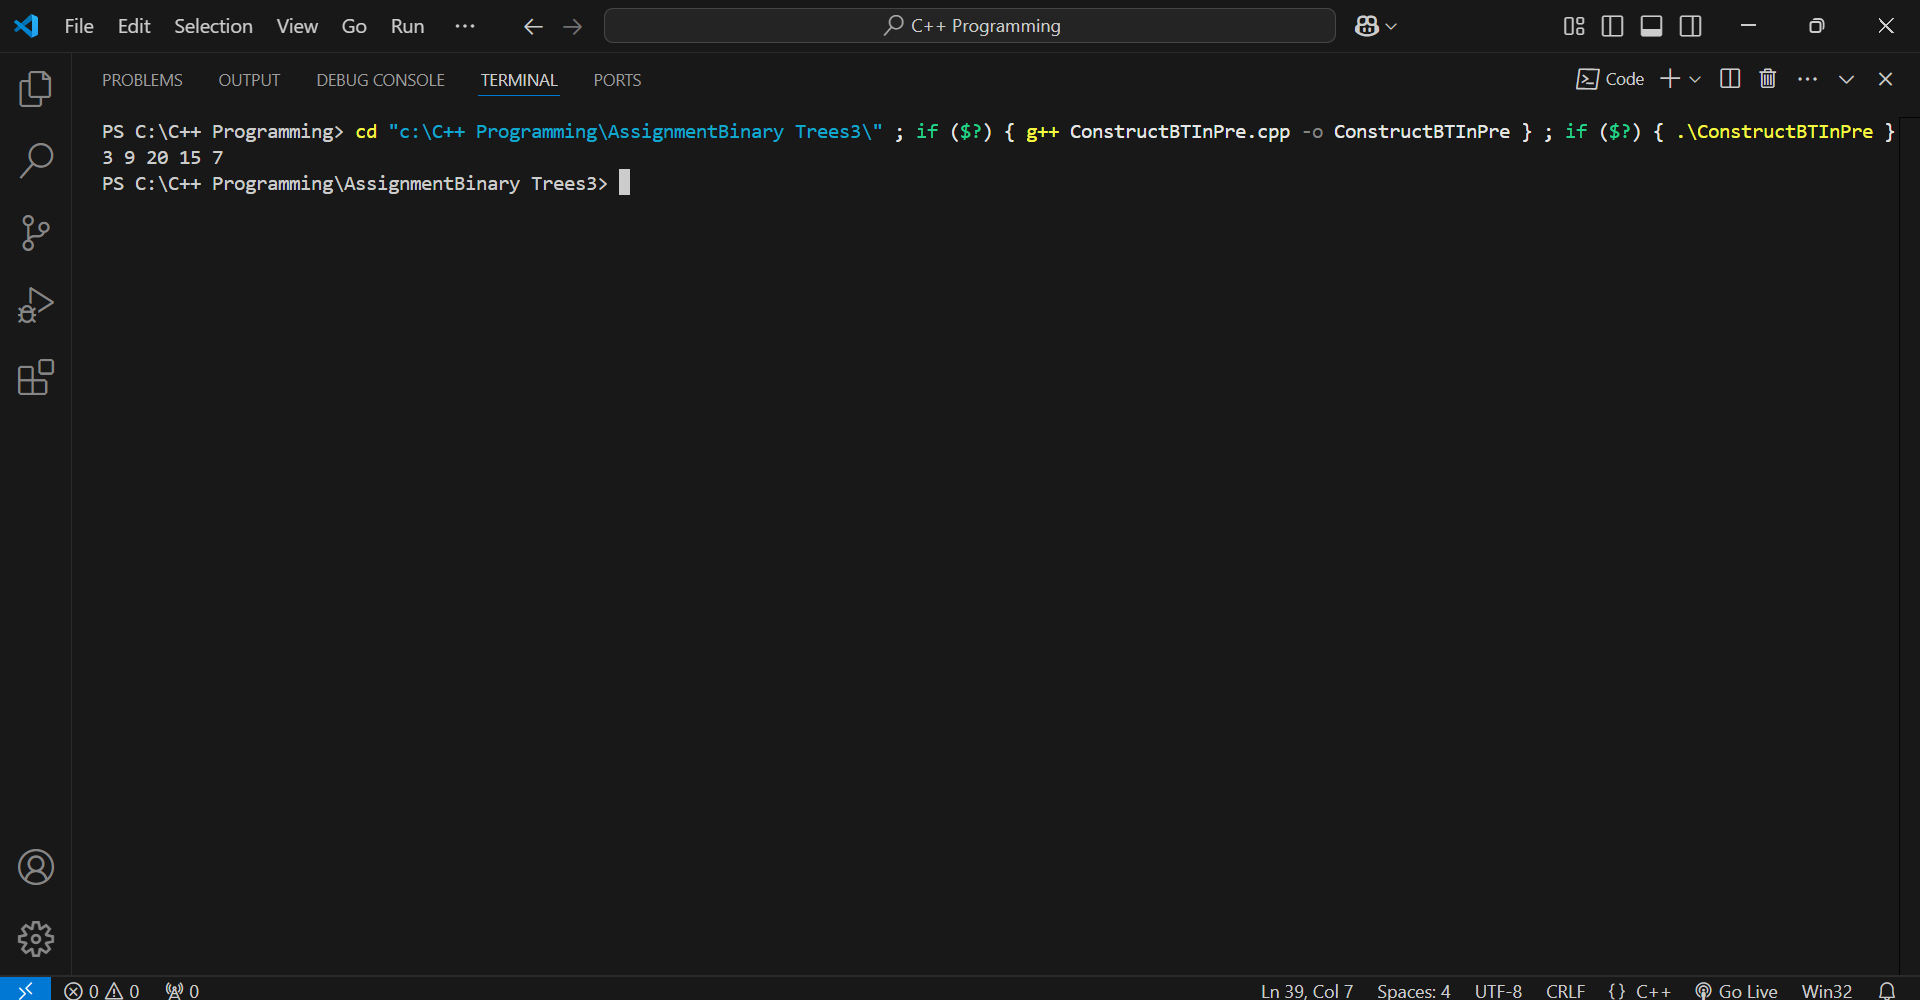 File Edit Selection View Go Run ··· C++ Programming
PROBLEMS OUTPUT DEBUG CONSOLE TERMINAL PORTS Code
PS C:\C++ Programming> cd "c:\C++ Programming\AssignmentBinary Trees3\" ; if ($?) { g++ ConstructBTInPre.cpp -o ConstructBTInPre } ; if ($?) { .\ConstructBTInPre }
3 9 20 15 7
PS C:\C++ Programming\AssignmentBinary Trees3>
0 0 0 Ln 39, Col 7 Spaces: 4 UTF-8 CRLF {} C++ Go Live Win32